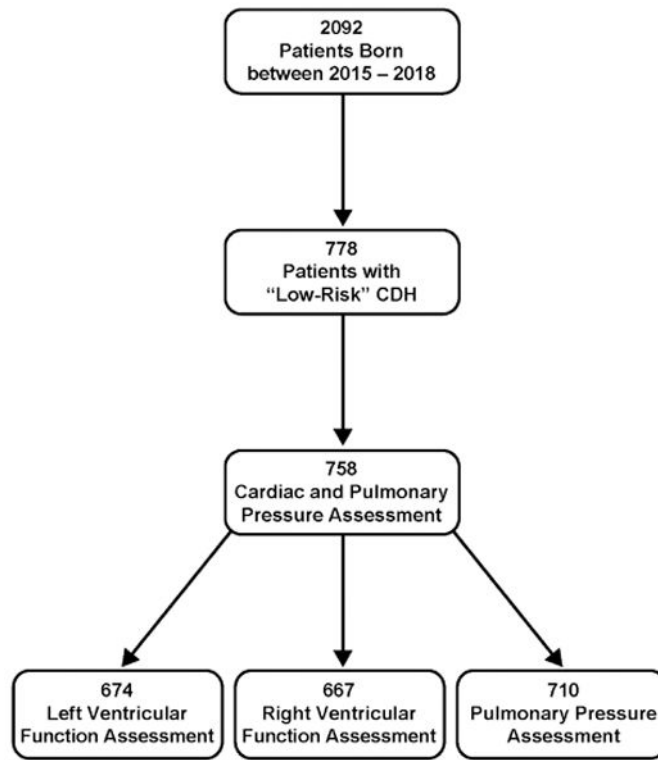 2092
Patients Born
between 2015 – 2018
778
Patients with
“Low-Risk” CDH
758
Cardiac and Pulmonary
Pressure Assessment
674
Left Ventricular
Function Assessment
667
Right Ventricular
Function Assessment
710
Pulmonary Pressure
Assessment